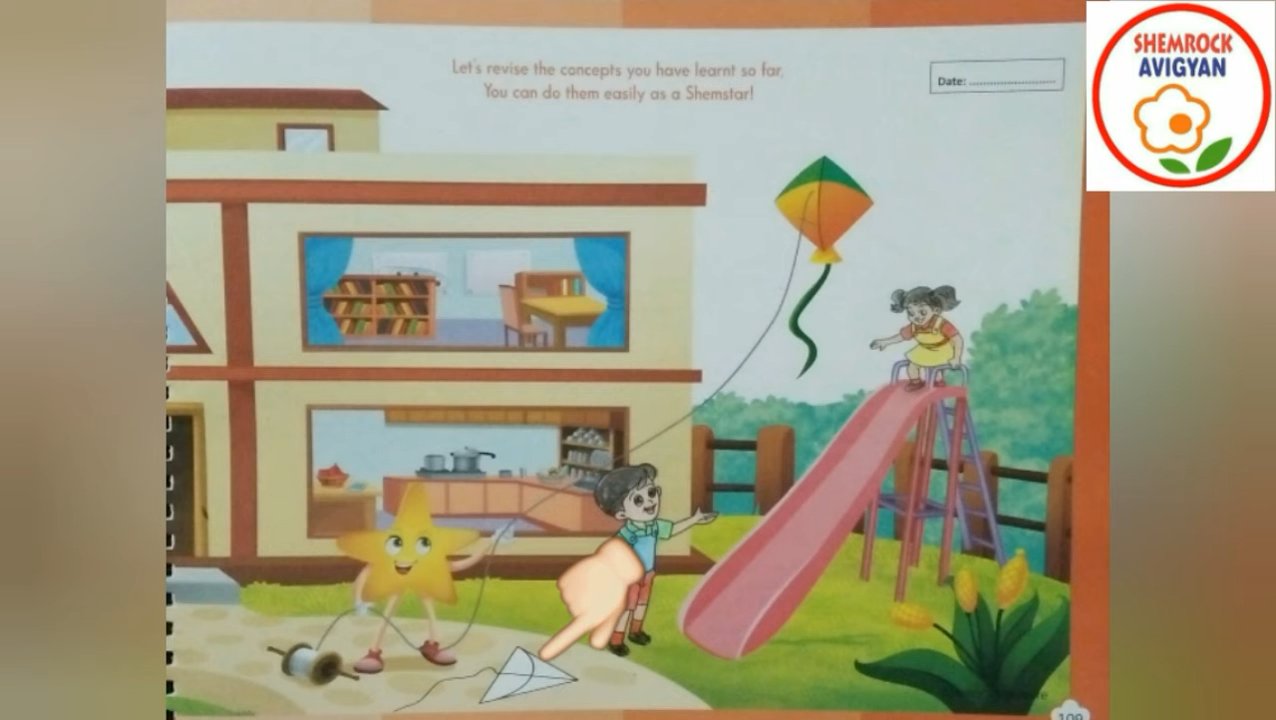 Let's revise the concepts you have learnt so far.
You can do them easily as a Shemstar!
Date:
SHEMROCK
AVIGYAN
109